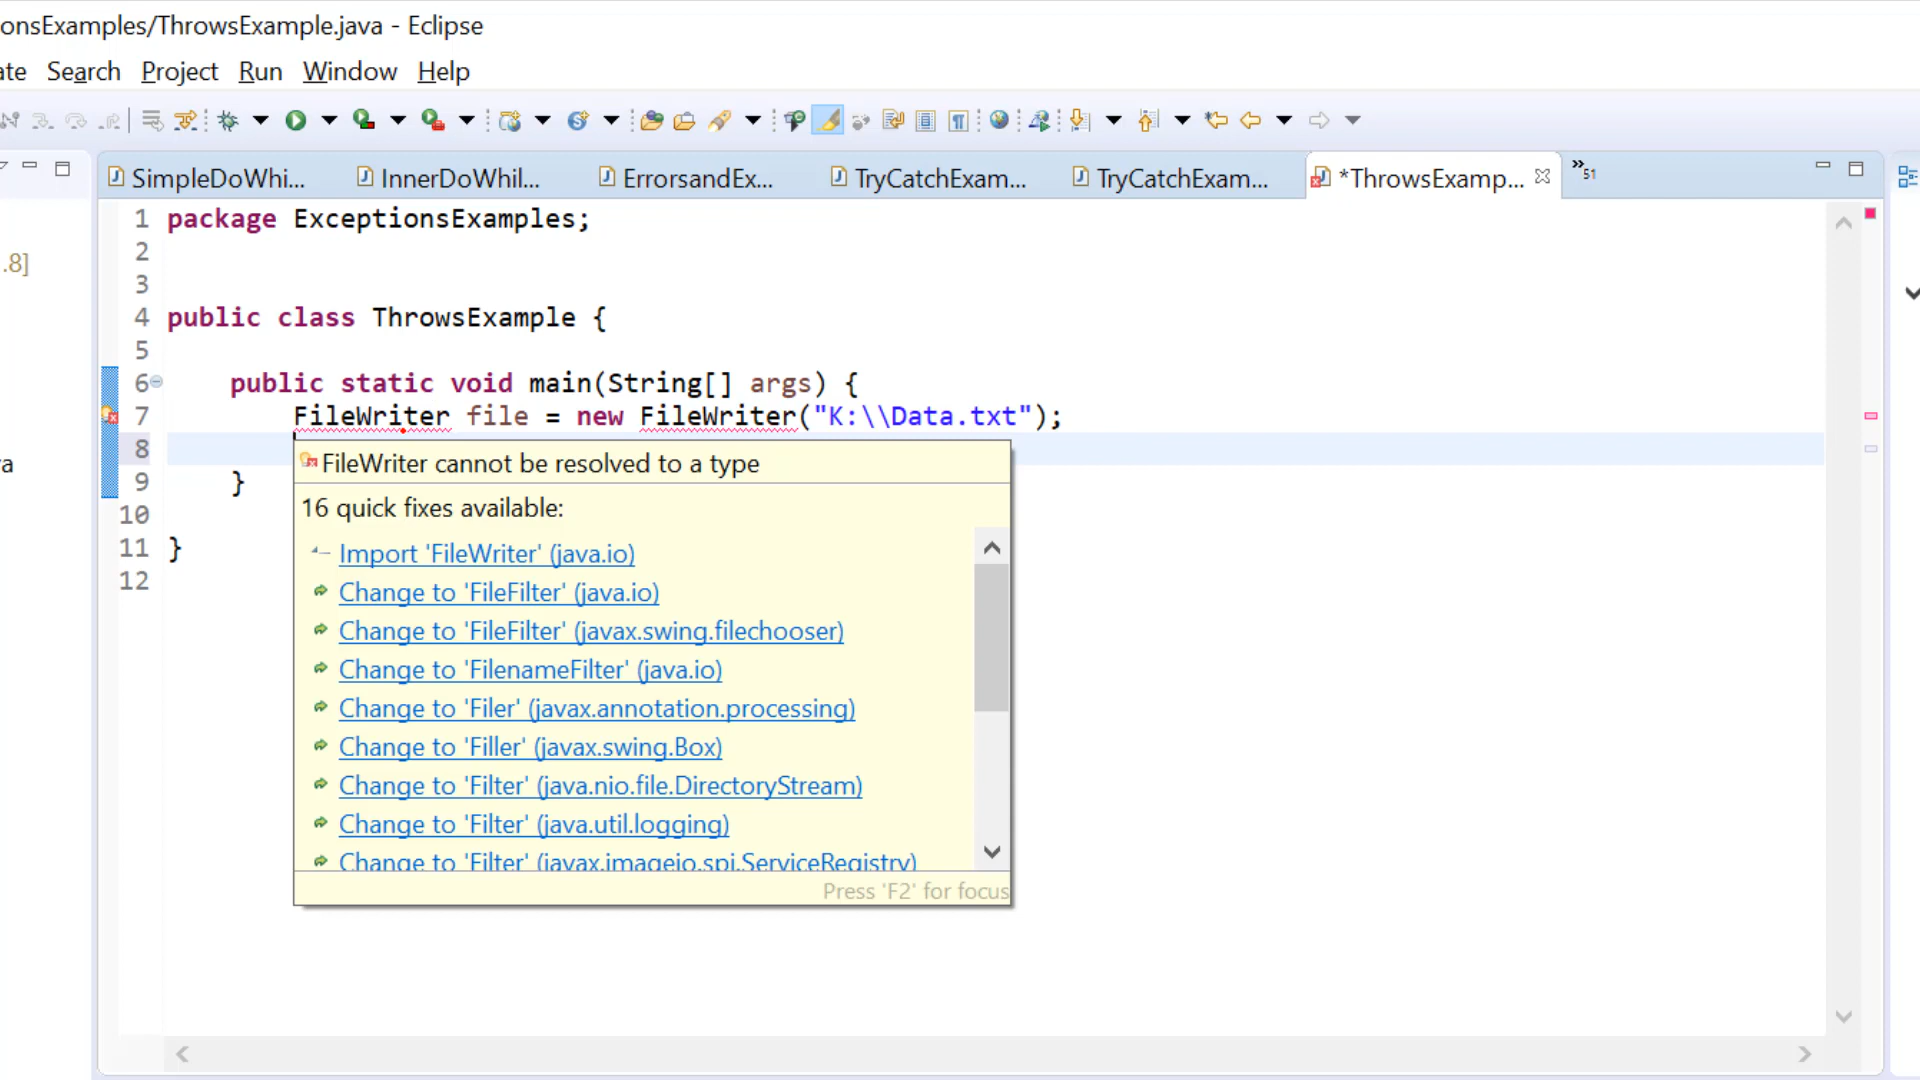 onsExamples/ThrowsExample.java - Eclipse
ate Search Project Run Window Help
SimpleDoWhi... InnerDoWhil... ErrorsandEx... TryCatchExam... TryCatchExam... *ThrowsExamp... »51
.8]
a
1 package ExceptionsExamples;
2
3
4 public class ThrowsExample {
5
6 public static void main(String[] args) {
7 FileWriter file = new FileWriter("K:\\Data.txt");
8
9 }
10
11 }
12
FileWriter cannot be resolved to a type
16 quick fixes available:
Import 'FileWriter' (java.io)
Change to 'FileFilter' (java.io)
Change to 'FileFilter' (javax.swing.filechooser)
Change to 'FilenameFilter' (java.io)
Change to 'Filer' (javax.annotation.processing)
Change to 'Filler' (javax.swing.Box)
Change to 'Filter' (java.nio.file.DirectoryStream)
Change to 'Filter' (java.util.logging)
Change to 'Filter' (javax.imageio.spi.ServiceRegistry)
Press 'F2' for focus